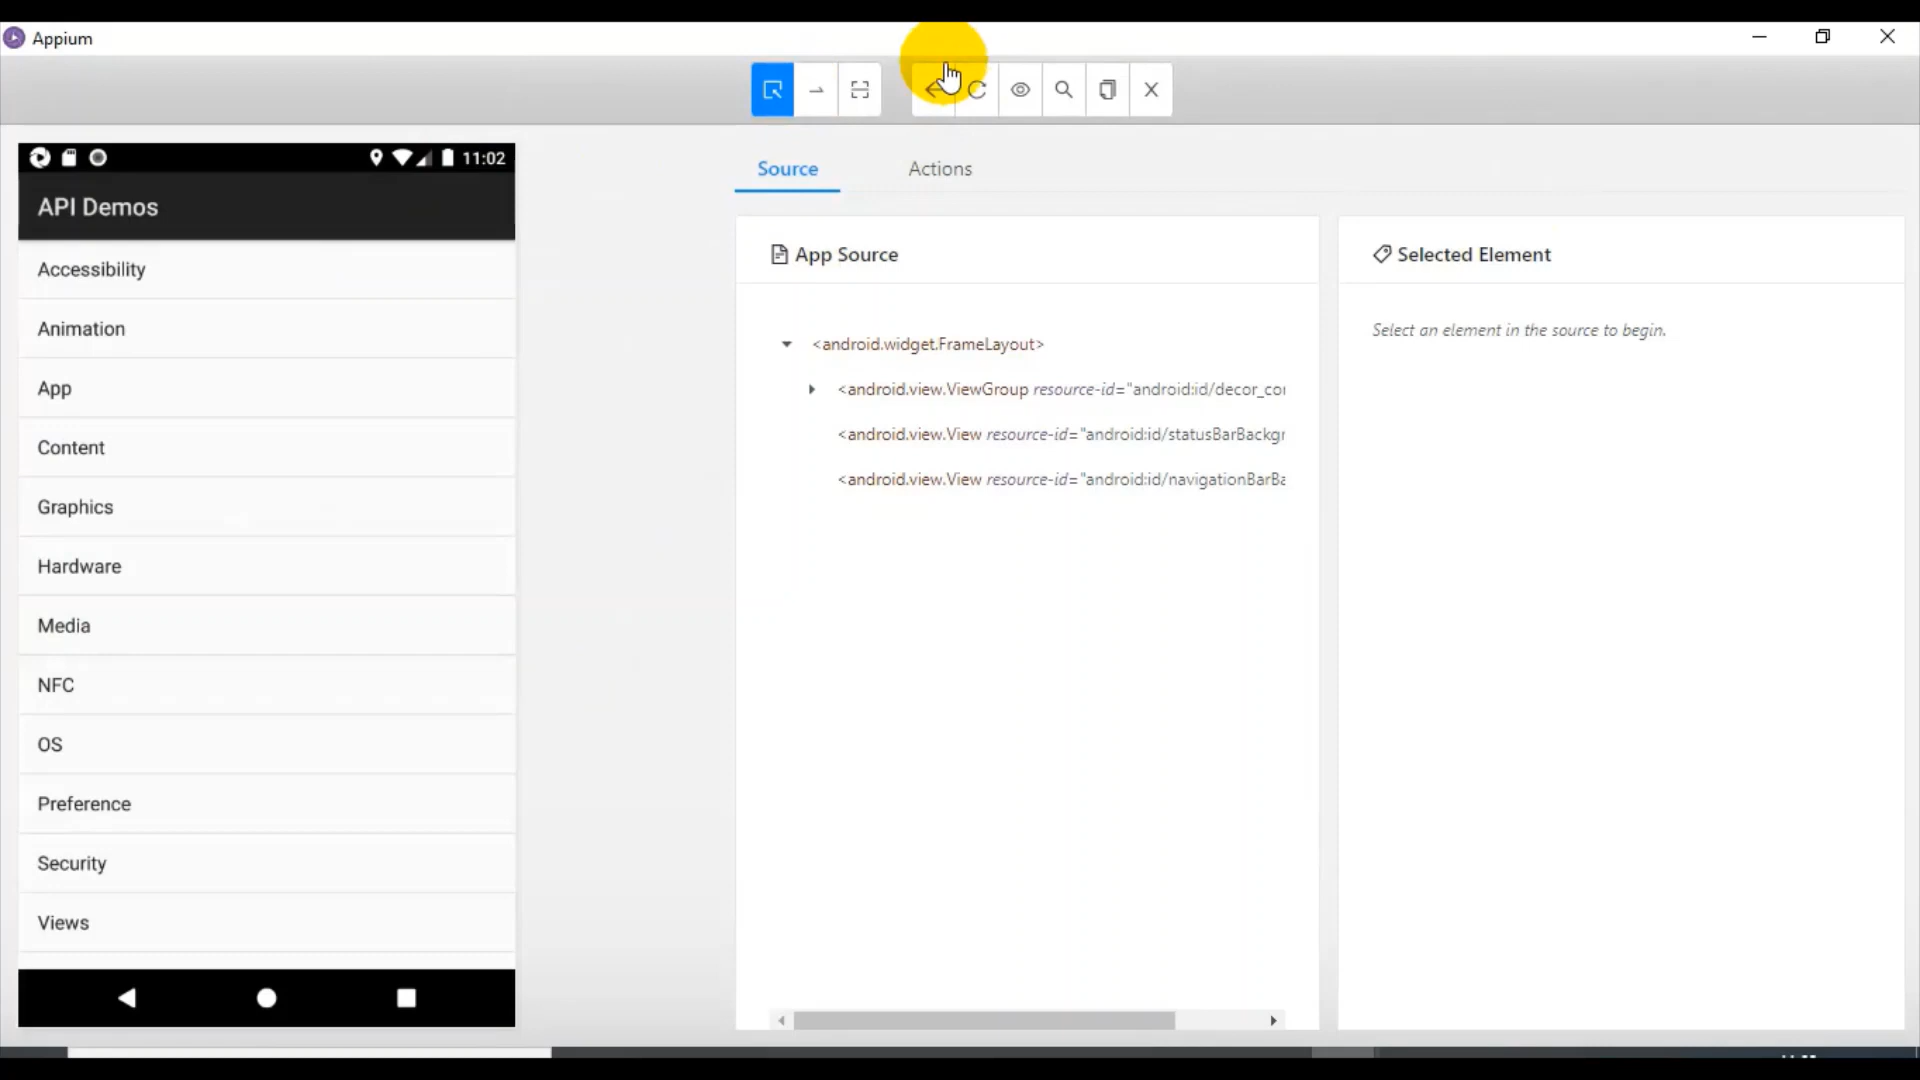 Appium
11:02
API Demos
Accessibility
Animation
App
Content
Graphics
Hardware
Media
NFC
OS
Preference
Security
Views
Source
Actions
App Source
<android.widget.FrameLayout>
<android.view.ViewGroup resource-id="android:id/decor_co
<android.view.View resource-id="android:id/statusBarBackgr
<android.view.View resource-id="android:id/navigationBarBa
Selected Element
Select an element in the source to begin.